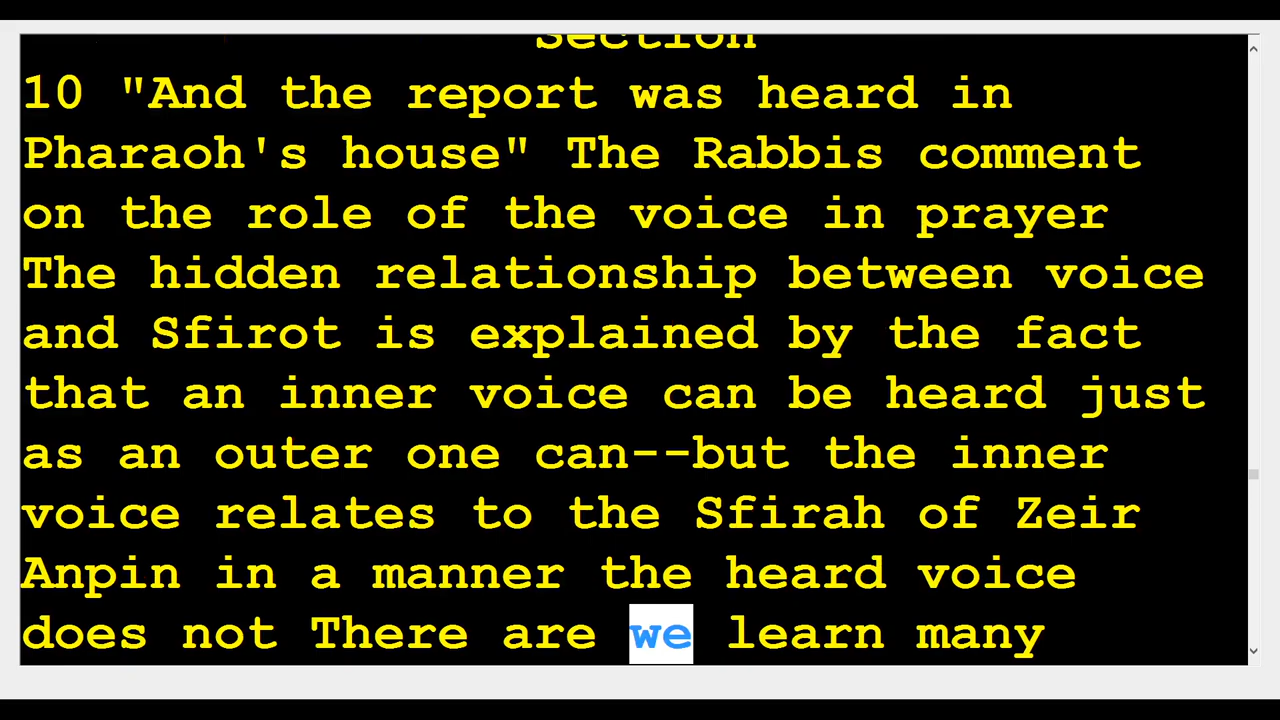 Section
10 "And the report was heard in
Pharaoh's house" The Rabbis comment
on the role of the voice in prayer
The hidden relationship between voice
and Sfirot is explained by the fact
that an inner voice can be heard just
as an outer one can--but the inner
voice relates to the Sfirah of Zeir
Anpin in a manner the heard voice
does not There are we learn many